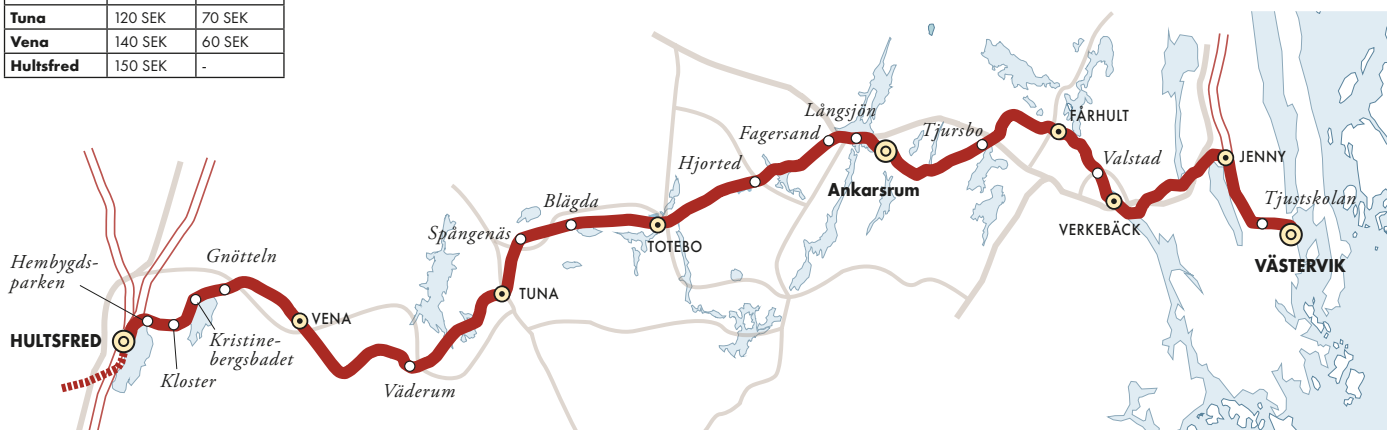 Tuna 120 SEK 70 SEK
Vena 140 SEK 60 SEK
Hultsfred 150 SEK -
Långsjön
Fagersand
Tjursbo
FÅRHULT
Hjorted
Valstad
JENNY
Ankarsrum
Tjustskolan
Blägda
VERKEBÄCK
Spångenäs
TOTEBO
VÄSTERVIK
Hembygds-
parken
Gnötteln
TUNA
VENA
HULTSFRED
Kristine-
bergsbadet
Kloster
Väderum